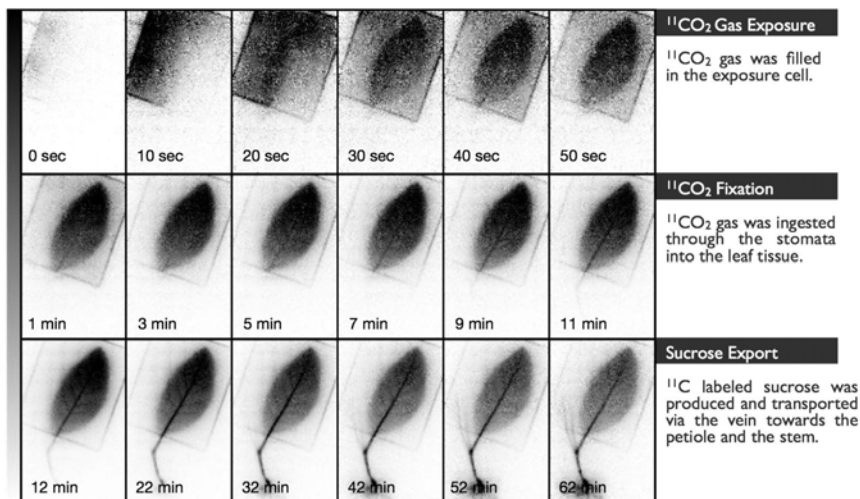 ¹¹CO₂ Gas Exposure
¹¹CO₂ gas was filled
in the exposure cell.
0 sec 10 sec 20 sec 30 sec 40 sec 50 sec
¹¹CO₂ Fixation
¹¹CO₂ gas was ingested
through the stomata
into the leaf tissue.
1 min 3 min 5 min 7 min 9 min 11 min
Sucrose Export
¹¹C labeled sucrose was
produced and transported
via the vein towards the
petiole and the stem.
12 min 22 min 32 min 42 min 52 min 62 min